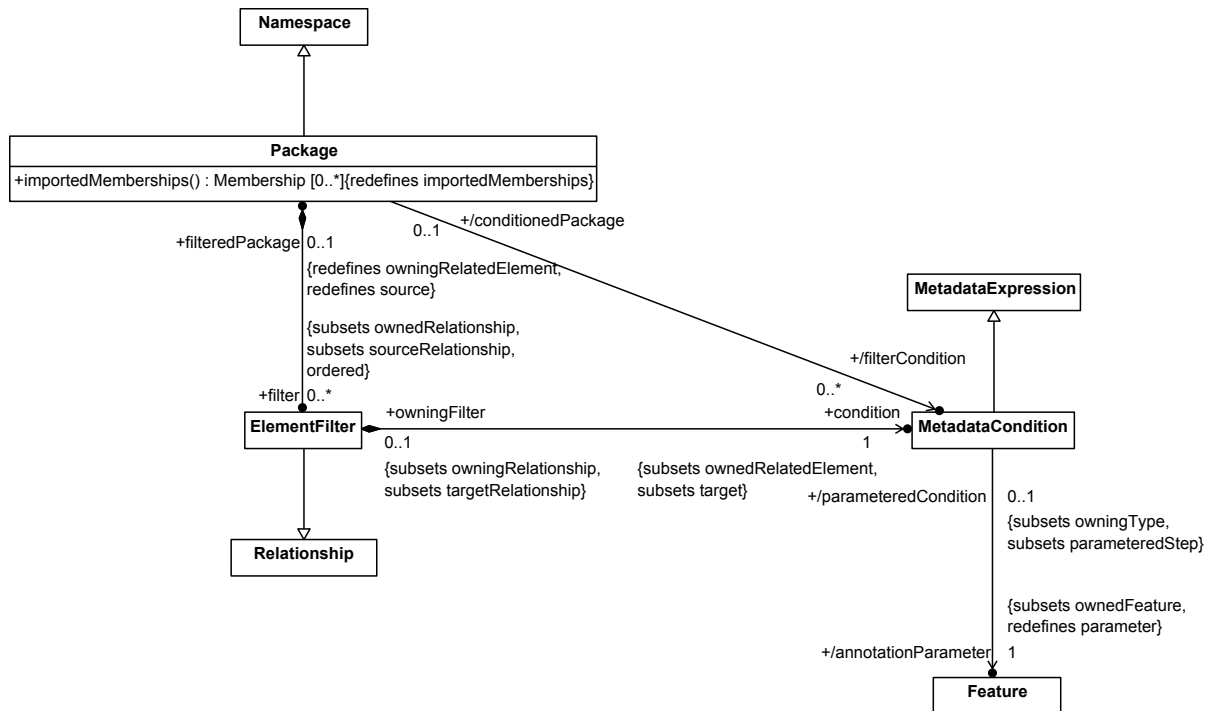 Namespace
Package
+importedMemberships() : Membership [0..*]{redefines importedMemberships}
+/conditionedPackage
0..1
+filteredPackage
0..1
{redefines owningRelatedElement,
redefines source}
MetadataExpression
{subsets ownedRelationship,
subsets sourceRelationship,
ordered}
+/filterCondition
0..*
+filter
0..*
ElementFilter
+owningFilter
0..1
{subsets owningRelationship,
subsets targetRelationship}
+condition
1
{subsets ownedRelatedElement,
subsets target}
MetadataCondition
+/parameteredCondition
0..1
{subsets owningType,
subsets parameteredStep}
Relationship
{subsets ownedFeature,
redefines parameter}
+/annotationParameter
1
Feature